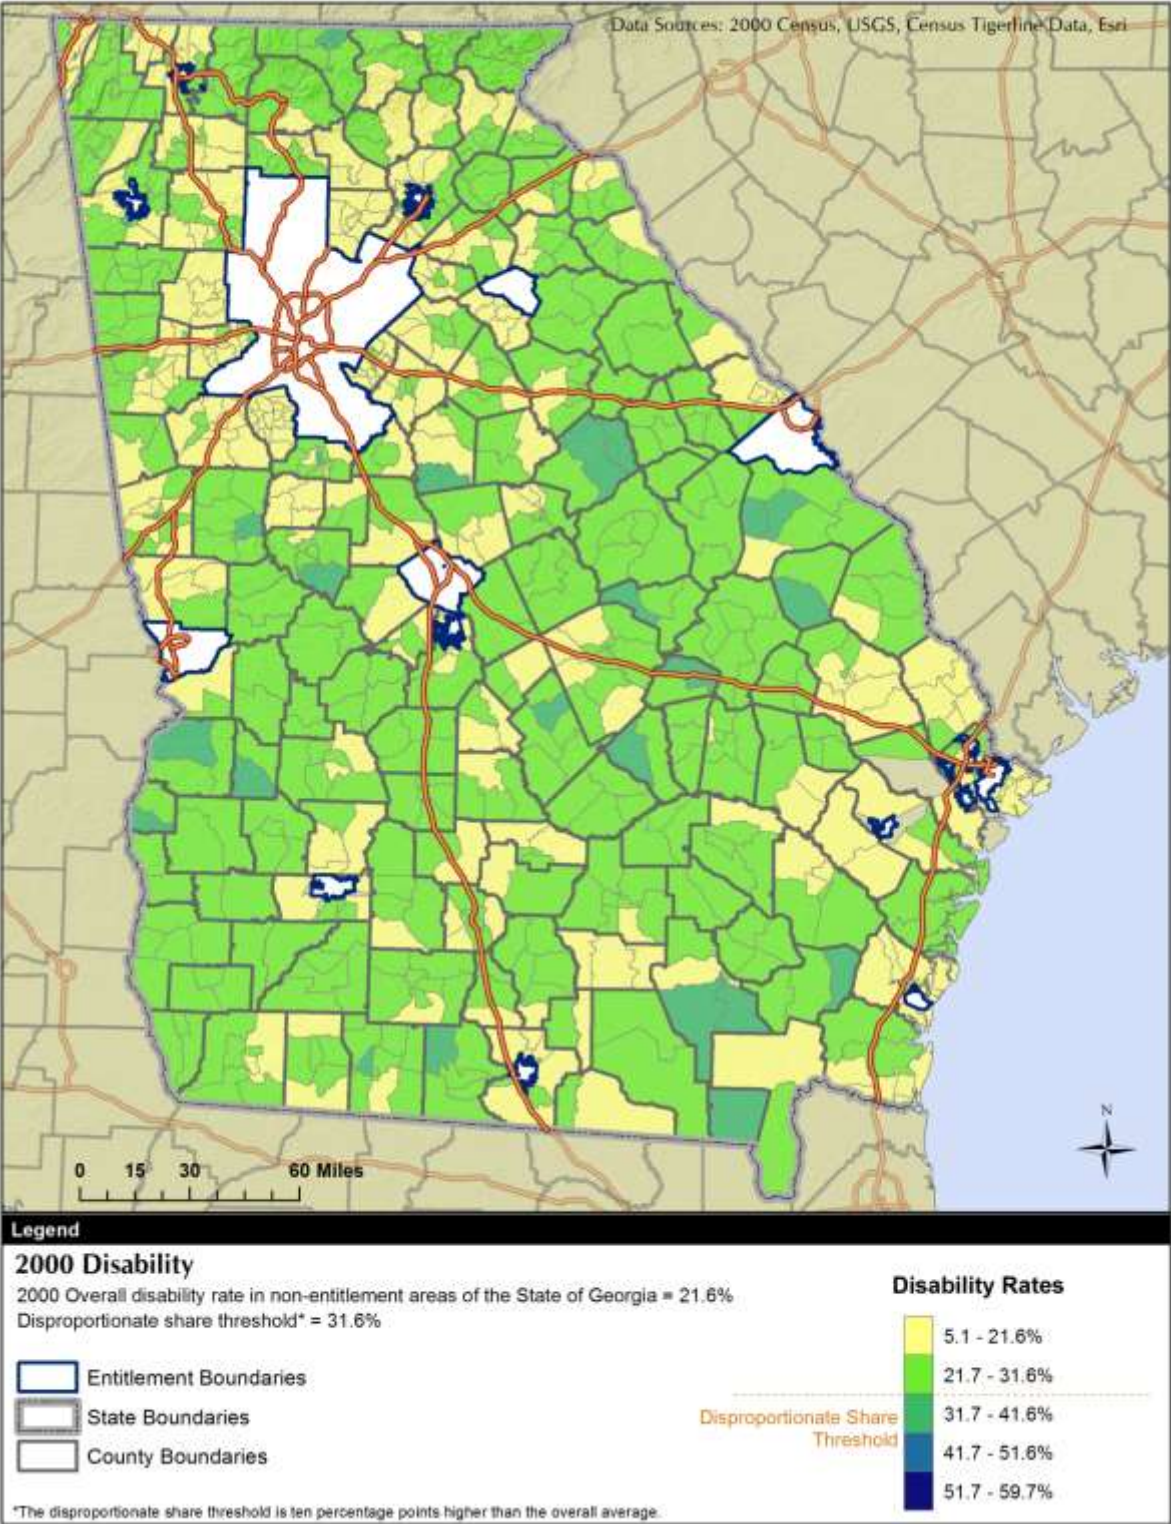 Data Sources: 2000 Census, USGS, Census Tigerline Data, Esri
N
0 15 30 60 Miles
Legend
2000 Disability
2000 Overall disability rate in non-entitlement areas of the State of Georgia = 21.6%
Disproportionate share threshold* = 31.6%
Entitlement Boundaries
State Boundaries
County Boundaries
Disability Rates
5.1 - 21.6%
21.7 - 31.6%
Disproportionate Share
Threshold
31.7 - 41.6%
41.7 - 51.6%
51.7 - 59.7%
*The disproportionate share threshold is ten percentage points higher than the overall average.